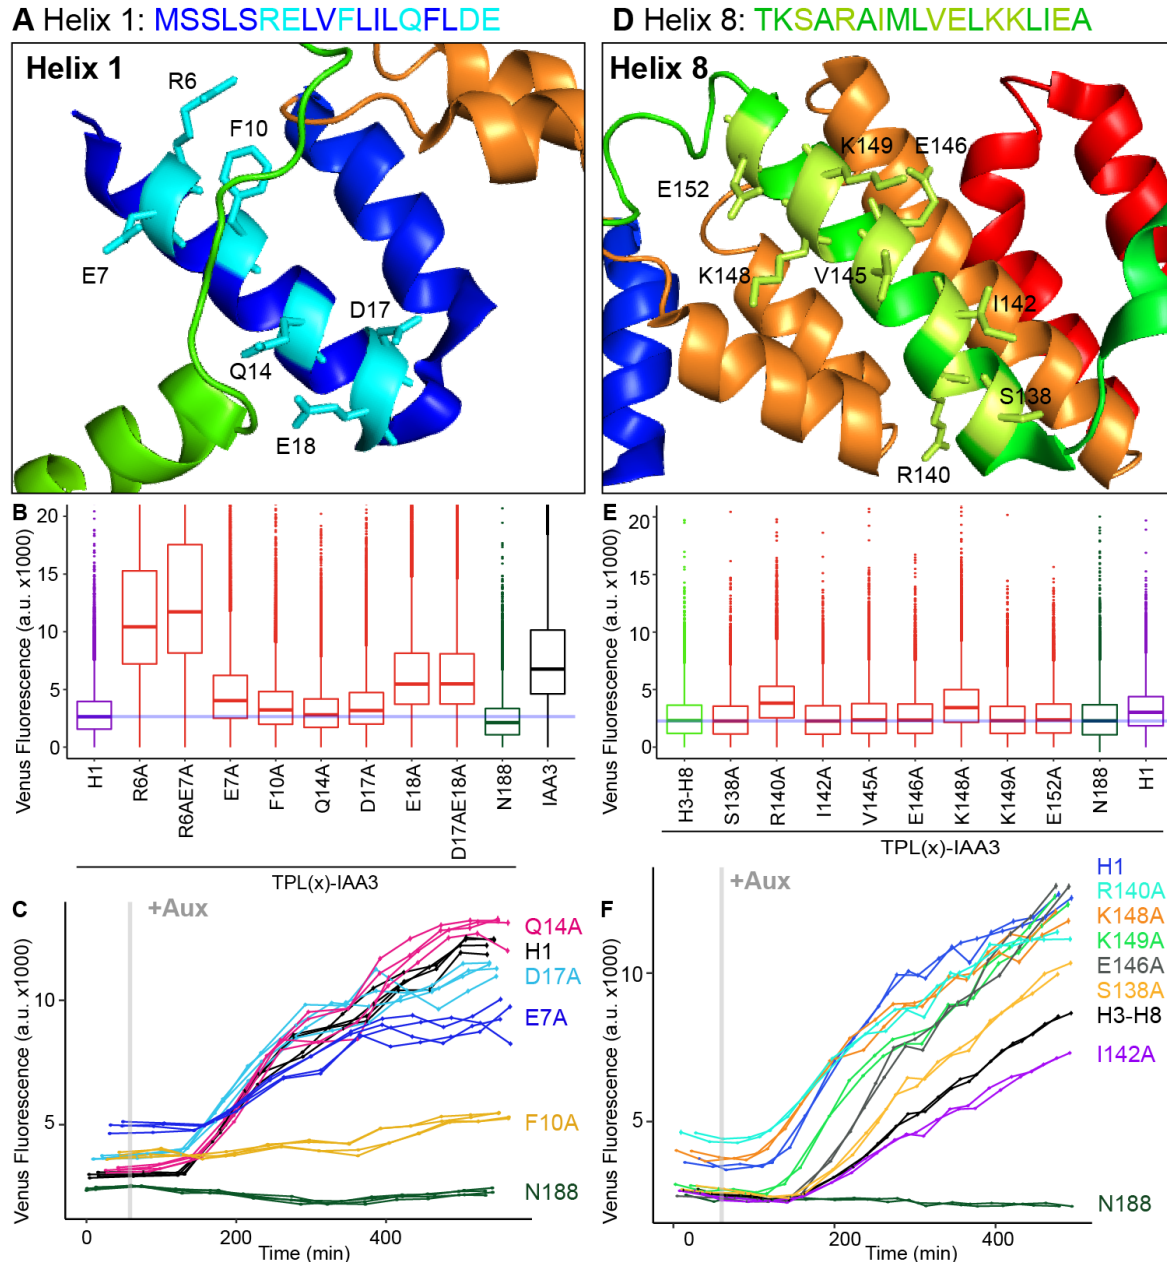 A Helix 1: MSSLSRELVFLILQFLDE
Helix 1
R6
F10
E7
D17
Q14
E18
D Helix 8: TKSARAIMLVELKKLIEA
Helix 8
K149 E146
E152
K148
V145
I142
S138
R140
B
Venus Fluorescence (a.u. x1000)
20
15
10
5
0
H1
R6A
R6AE7A
E7A
F10A
Q14A
D17A
E18A
D17AE18A
N188
IAA3
TPL(x)-IAA3
E
Venus Fluorescence (a.u. x1000)
20
15
10
5
0
H3-H8
S138A
R140A
I142A
V145A
E146A
K148A
K149A
E152A
N188
H1
TPL(x)-IAA3
C
+Aux
Venus Fluorescence (a.u. x1000)
10
5
0
200
400
Time (min)
Q14A
H1
D17A
E7A
F10A
N188
F
+Aux
Venus Fluorescence (a.u. x1000)
10
5
0
200
400
Time (min)
H1
R140A
K148A
K149A
E146A
S138A
H3-H8
I142A
N188